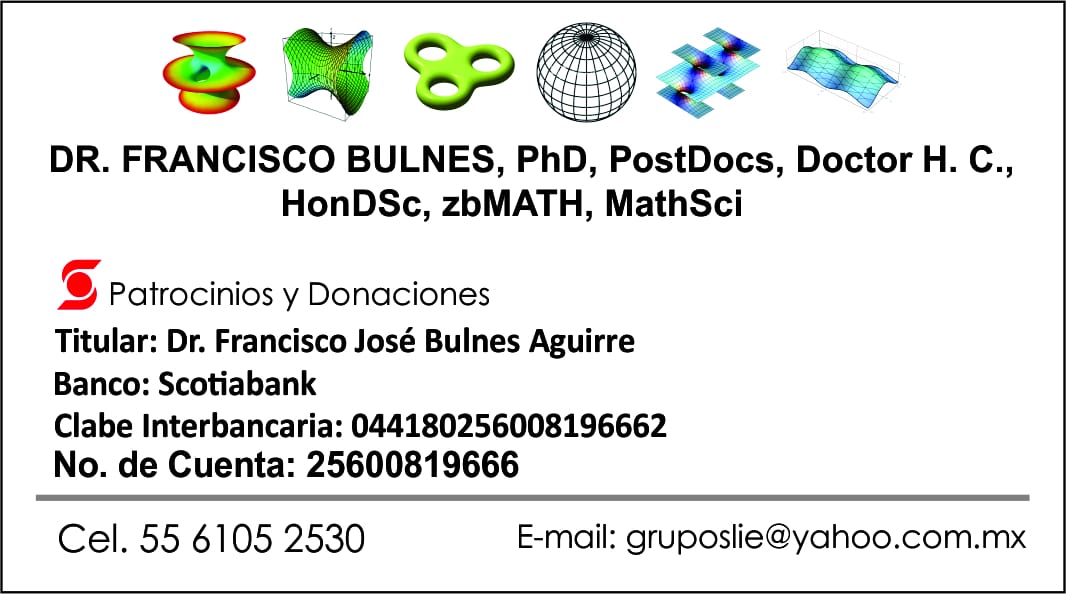 DR. FRANCISCO BULNES, PhD, PostDocs, Doctor H. C.,
HonDSc, zbMATH, MathSci
Patrocinios y Donaciones
Titular: Dr. Francisco José Bulnes Aguirre
Banco: Scotiabank
Clabe Interbancaria: 044180256008196662
No. de Cuenta: 25600819666
Cel. 55 6105 2530
E-mail: gruposlie@yahoo.com.mx